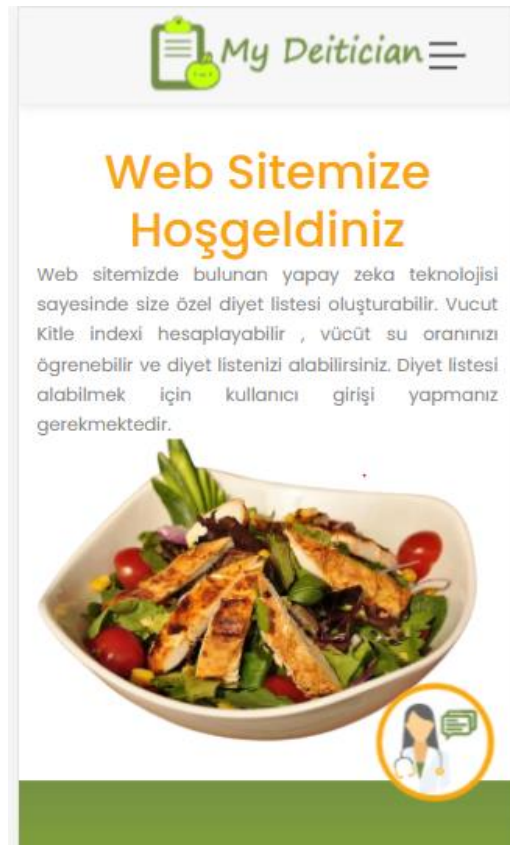 My Deitician
Web Sitemize
Hoşgeldiniz
Web sitemizde bulunan yapay zeka teknolojisi
sayesinde size özel diyet listesi oluşturabilir. Vucut
Kitle indexi hesaplayabilir , vücüt su oranınızı
ögrenebilir ve diyet listenizi alabilirsiniz. Diyet listesi
alabilmek için kullanıcı girişi yapmanız
gerekmektedir.